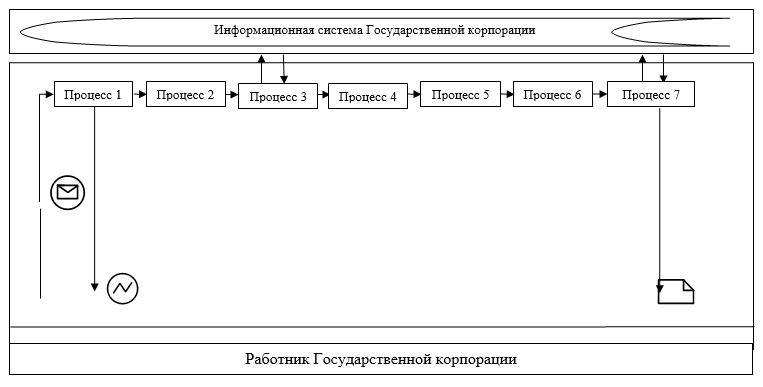 Информационная система Государственной корпорации
Процесс 1
Процесс 2
Процесс 3
Процесс 4
Процесс 5
Процесс 6
Процесс 7
Работник Государственной корпорации